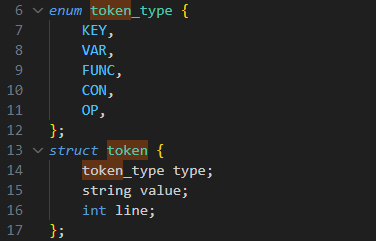 6 enum token_type {
7     KEY,
8     VAR,
9     FUNC,
10     CON,
11     OP,
12 };
13 struct token {
14     token_type type;
15     string value;
16     int line;
17 };